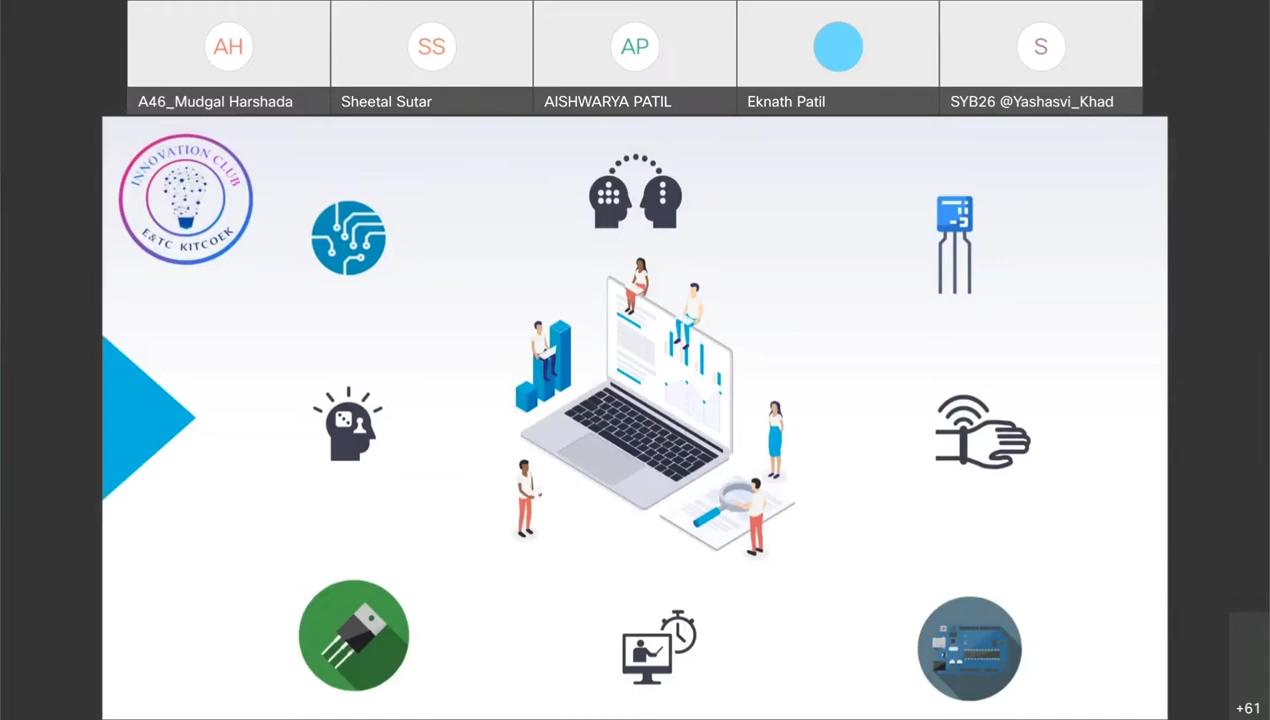 AH
SS
AP
S
A46_Mudgal Harshada
Sheetal Sutar
AISHWARYA PATIL
Eknath Patil
SYB26 @Yashasvi_Khad
INNOVATION CLUB
E&TC KITCOEK
+61